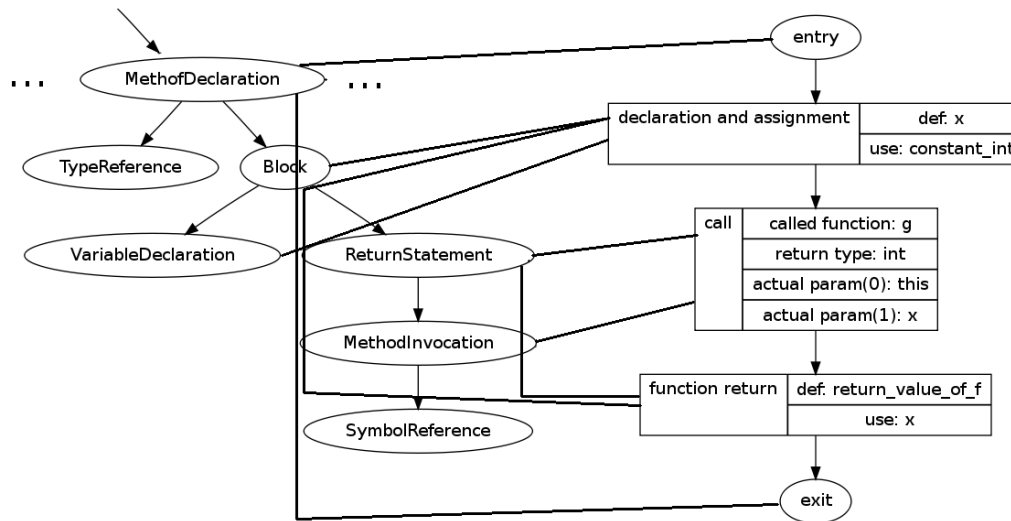 entry
... MethofDeclaration ...
declaration and assignment
def: x
use: constant_int
TypeReference
Block
call
called function: g
return type: int
actual param(0): this
actual param(1): x
VariableDeclaration
ReturnStatement
MethodInvocation
function return
def: return_value_of_f
use: x
SymbolReference
exit